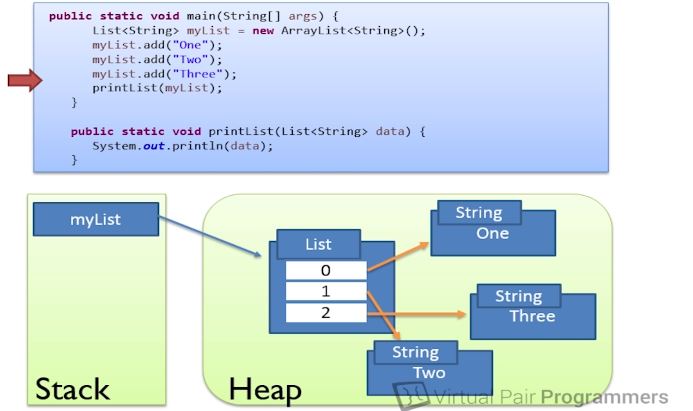 public static void main(String[] args) {
List<String> myList = new ArrayList<String>();
myList.add("One");
myList.add("Two");
myList.add("Three");
printList(myList);
}
public static void printList(List<String> data) {
System.out.println(data);
}
myList
List
0
1
2
String
One
String
Three
String
Two
Stack
Heap
Virtual Pair Programmers